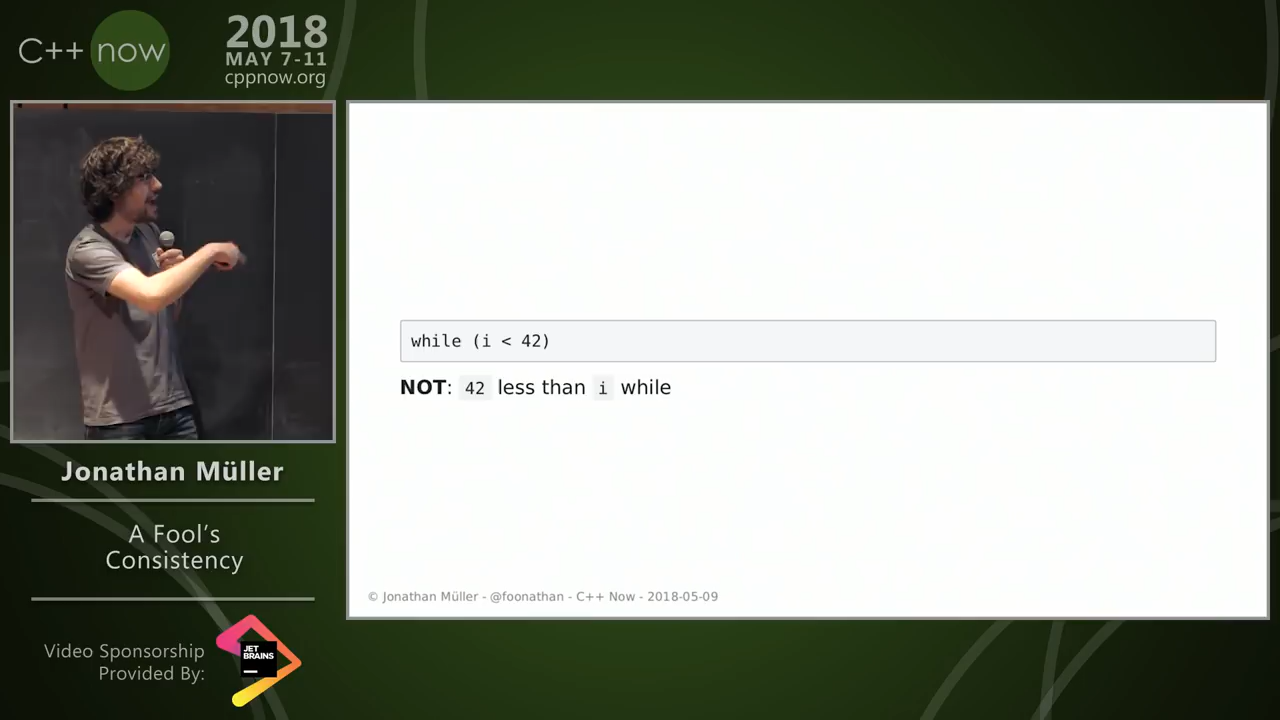 C++ now
2018
MAY 7-11
cppnow.org
while (i < 42)
NOT: 42 less than i while
© Jonathan Müller - @foonathan - C++ Now - 2018-05-09
Jonathan Müller
A Fool’s
Consistency
Video Sponsorship
Provided By:
JET
BRAINS